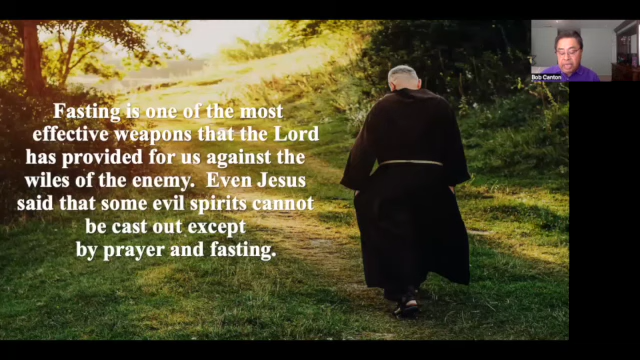 Fasting is one of the most
effective weapons that the Lord
has provided for us against the
wiles of the enemy. Even Jesus
said that some evil spirits cannot
be cast out except
by prayer and fasting.
Bob Canton